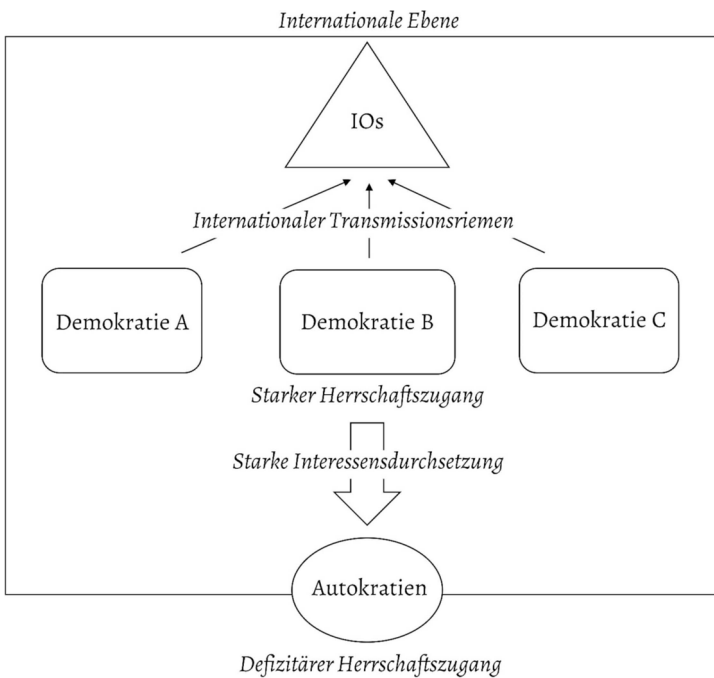 Internationale Ebene
IOs
Internationaler Transmissionsriemen
Demokratie A
Demokratie B
Demokratie C
Starker Herrschaftszugang
Starke Interessensdurchsetzung
Autokratien
Defizitärer Herrschaftszugang